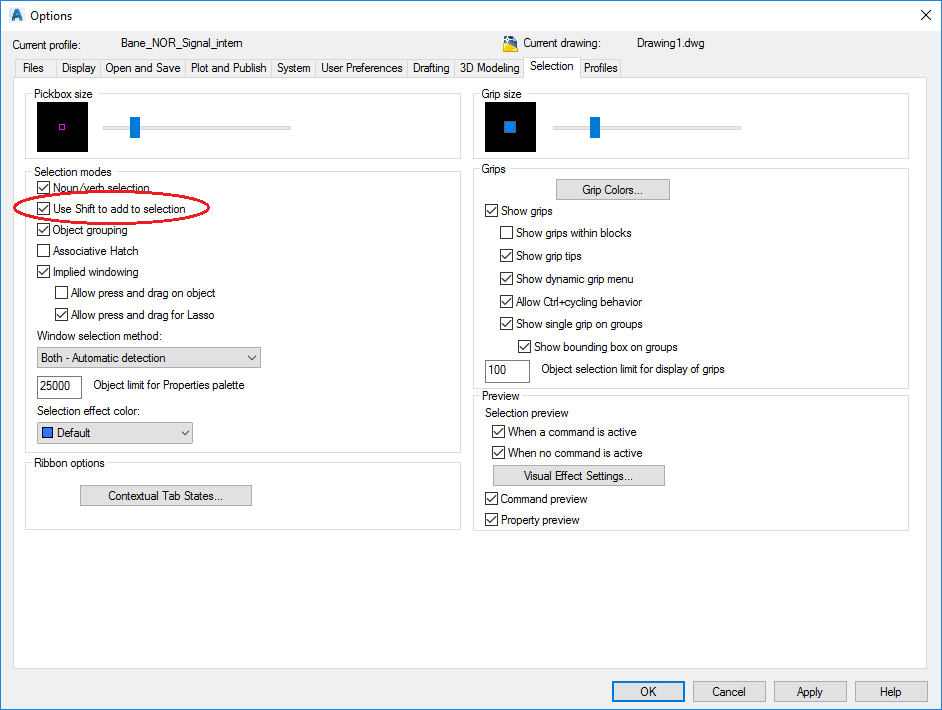 Options
Current profile: Bane_NOR_Signal_intern Current drawing: Drawing1.dwg
Files Display Open and Save Plot and Publish System User Preferences Drafting 3D Modeling Selection Profiles
Pickbox size
Selection modes
Noun/verb selection
Use Shift to add to selection
Object grouping
Associative Hatch
Implied windowing
Allow press and drag on object
Allow press and drag for Lasso
Window selection method:
Both - Automatic detection
25000 Object limit for Properties palette
Selection effect color:
Default
Ribbon options
Contextual Tab States...
Grip size
Grips
Grip Colors...
Show grips
Show grips within blocks
Show grip tips
Show dynamic grip menu
Allow Ctrl+cycling behavior
Show single grip on groups
Show bounding box on groups
100 Object selection limit for display of grips
Preview
Selection preview
When a command is active
When no command is active
Visual Effect Settings...
Command preview
Property preview
OK Cancel Apply Help